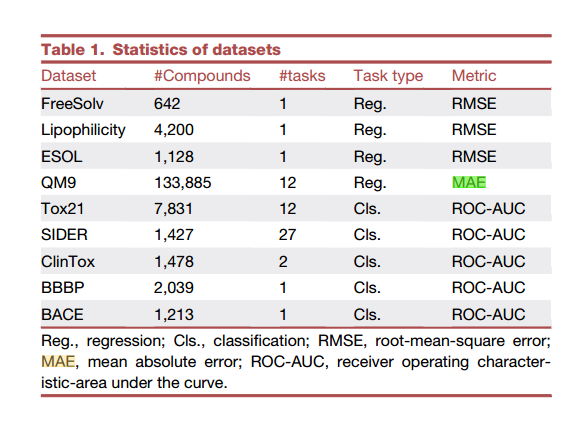 Table 1. Statistics of datasets
Dataset #Compounds #tasks Task type Metric
FreeSolv 642 1 Reg. RMSE
Lipophilicity 4,200 1 Reg. RMSE
ESOL 1,128 1 Reg. RMSE
QM9 133,885 12 Reg. MAE
Tox21 7,831 12 Cls. ROC-AUC
SIDER 1,427 27 Cls. ROC-AUC
ClinTox 1,478 2 Cls. ROC-AUC
BBBP 2,039 1 Cls. ROC-AUC
BACE 1,213 1 Cls. ROC-AUC
Reg., regression; Cls., classification; RMSE, root-mean-square error;
MAE, mean absolute error; ROC-AUC, receiver operating character-
istic-area under the curve.